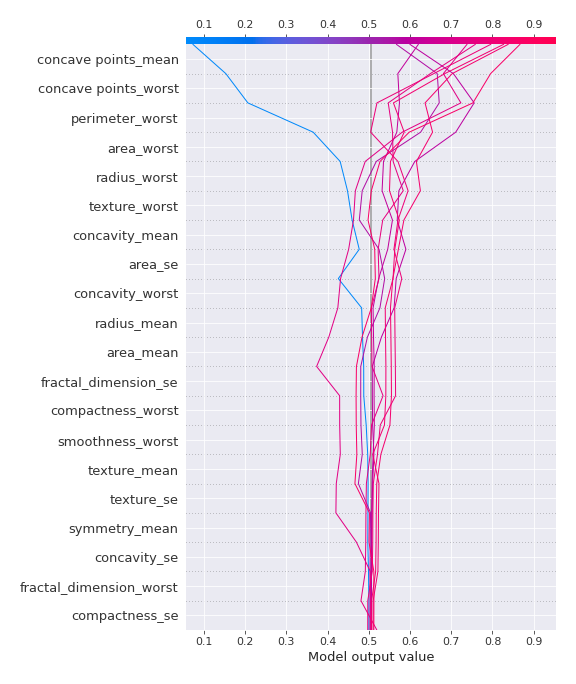 0.1 0.2 0.3 0.4 0.5 0.6 0.7 0.8 0.9
concave points_mean
concave points_worst
perimeter_worst
area_worst
radius_worst
texture_worst
concavity_mean
area_se
concavity_worst
radius_mean
area_mean
fractal_dimension_se
compactness_worst
smoothness_worst
texture_mean
texture_se
symmetry_mean
concavity_se
fractal_dimension_worst
compactness_se
0.1 0.2 0.3 0.4 0.5 0.6 0.7 0.8 0.9
Model output value